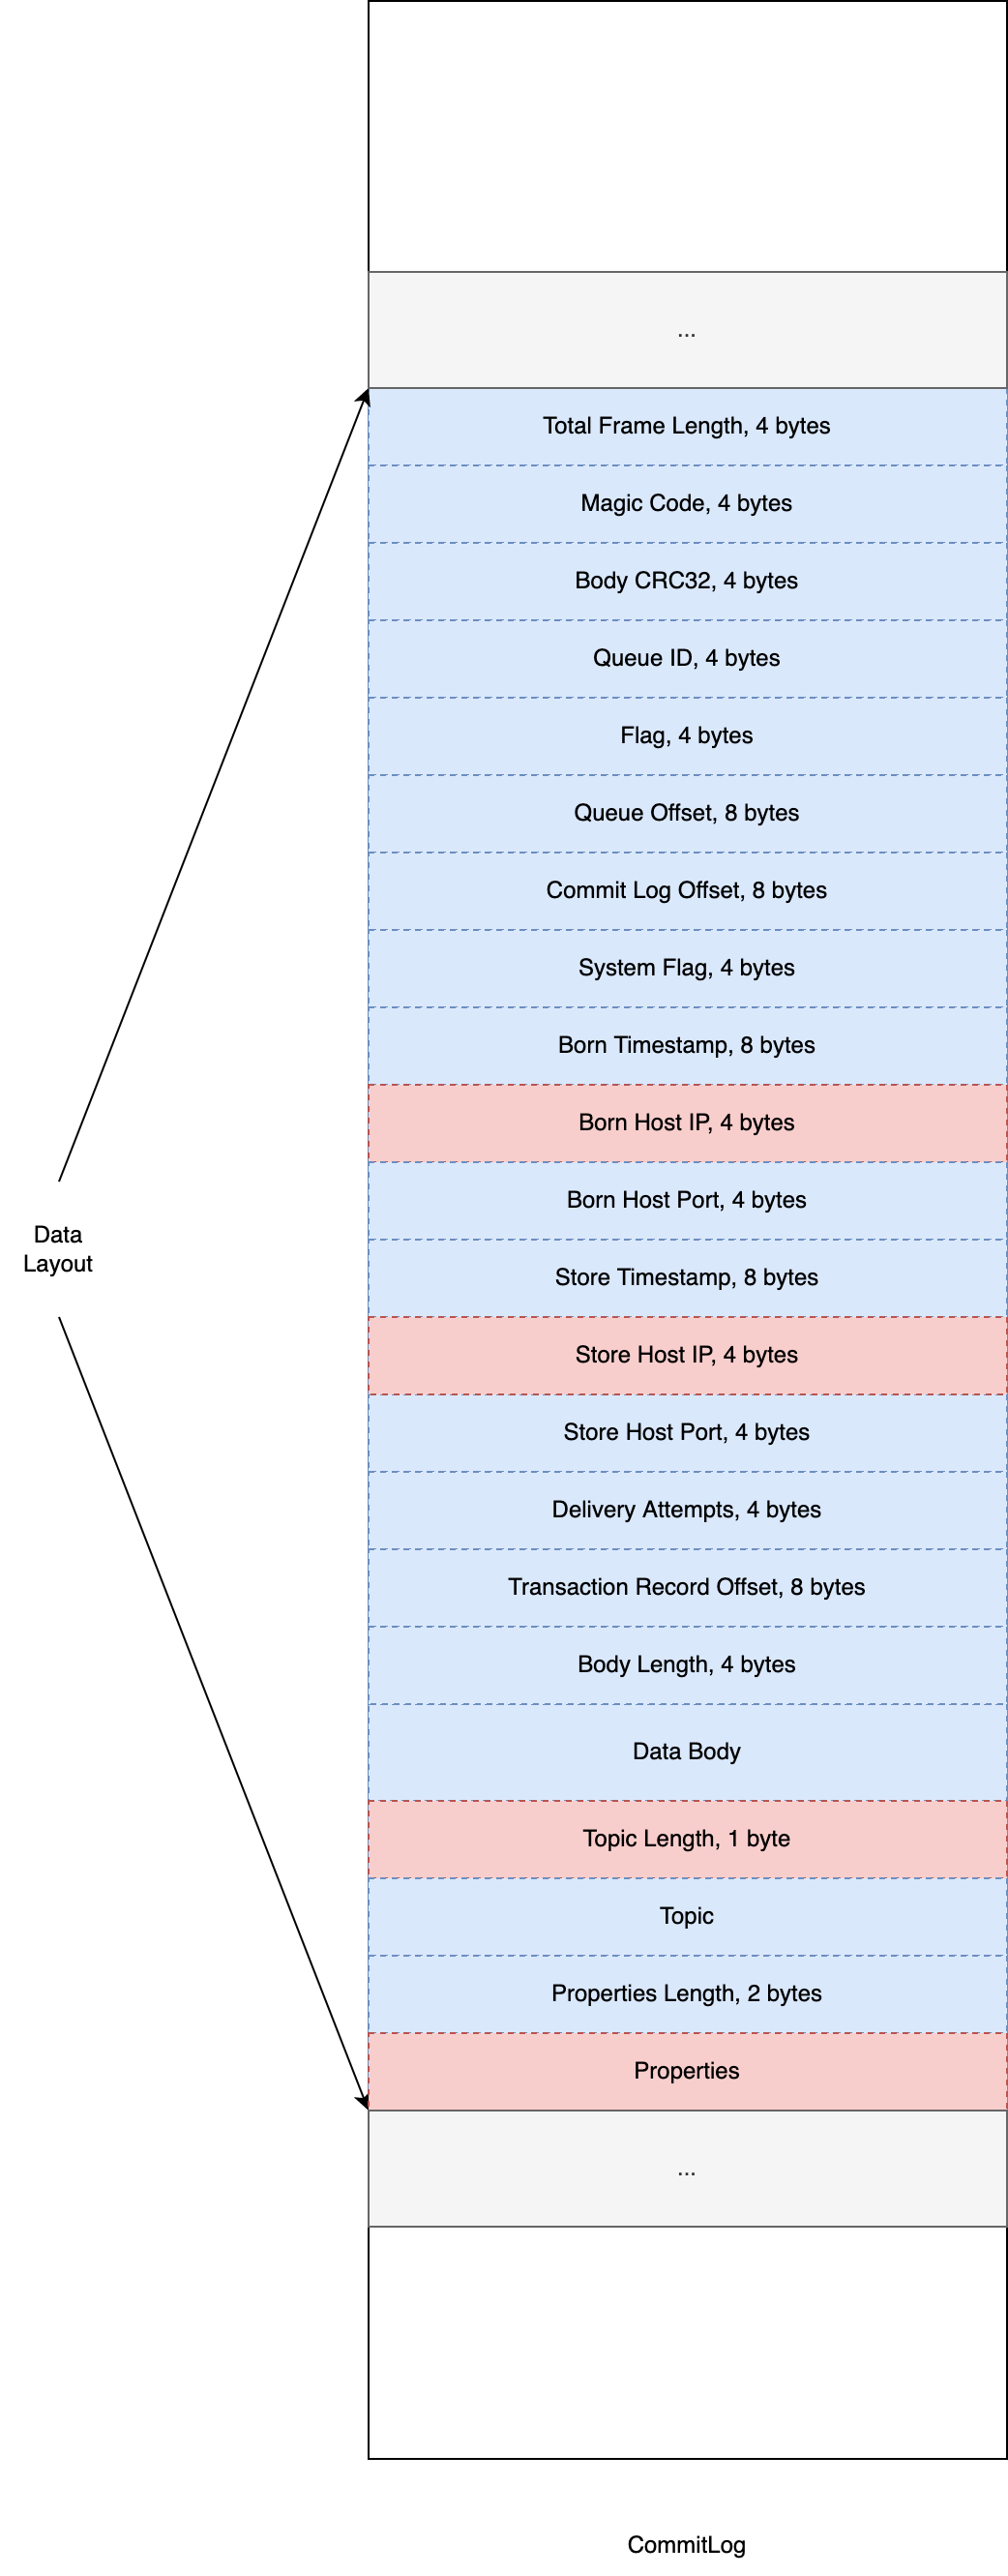 ...
Total Frame Length, 4 bytes
Magic Code, 4 bytes
Body CRC32, 4 bytes
Queue ID, 4 bytes
Flag, 4 bytes
Queue Offset, 8 bytes
Commit Log Offset, 8 bytes
System Flag, 4 bytes
Born Timestamp, 8 bytes
Born Host IP, 4 bytes
Born Host Port, 4 bytes
Data
Layout
Store Timestamp, 8 bytes
Store Host IP, 4 bytes
Store Host Port, 4 bytes
Delivery Attempts, 4 bytes
Transaction Record Offset, 8 bytes
Body Length, 4 bytes
Data Body
Topic Length, 1 byte
Topic
Properties Length, 2 bytes
Properties
...
CommitLog